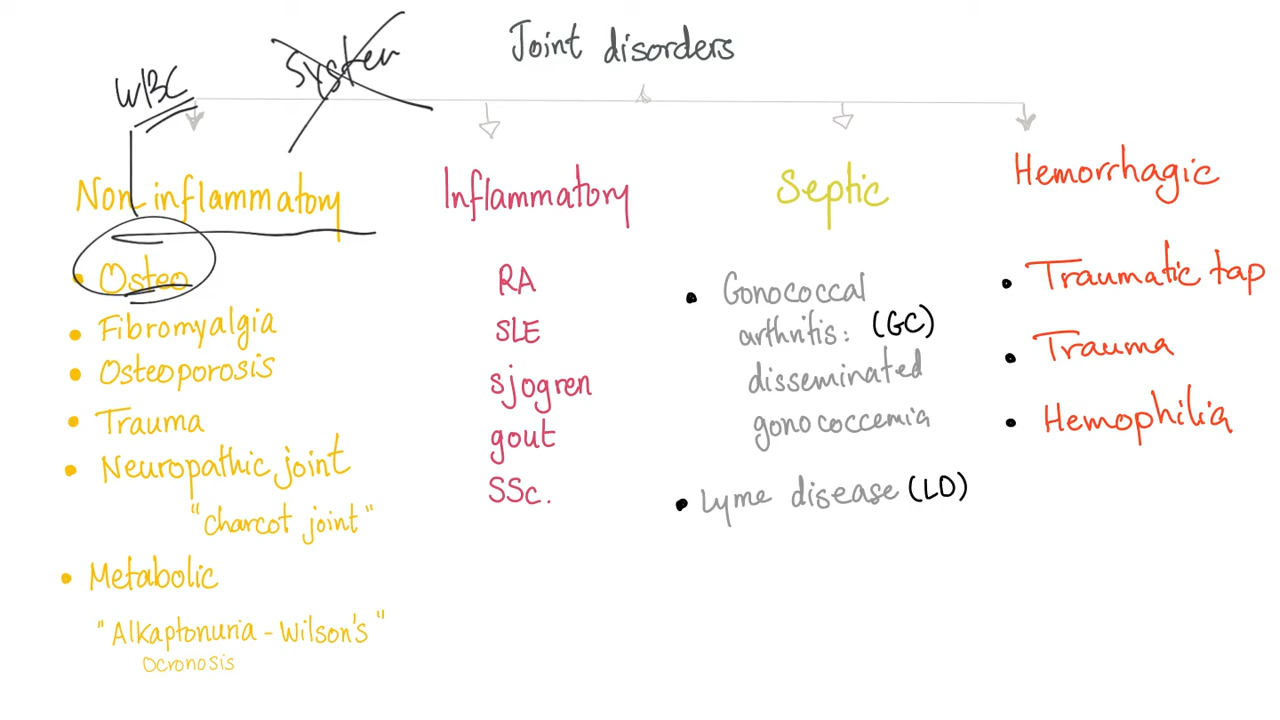 Joint disorders
System
WBC
Non inflammatory
• Osteo
• Fibromyalgia
• Osteoporosis
• Trauma
• Neuropathic joint
"charcot joint"
• Metabolic
"Alkaptonuria - Wilson's"
Ocronosis
Inflammatory
RA
SLE
sjogren
gout
SSc.
Septic
• Gonococcal
arthritis: (GC)
disseminated
gonococcemia
• Lyme disease (LD)
Hemorrhagic
• Traumatic tap
• Trauma
• Hemophilia